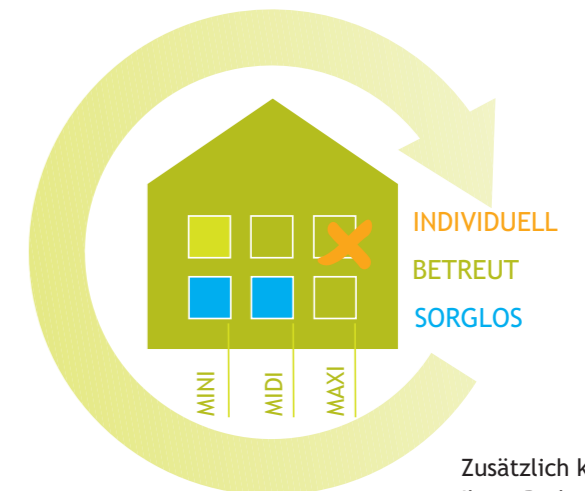 INDIVIDUELL
BETREUT
SORGLOS
MINI
MIDI
MAXI
Zusätzlich k